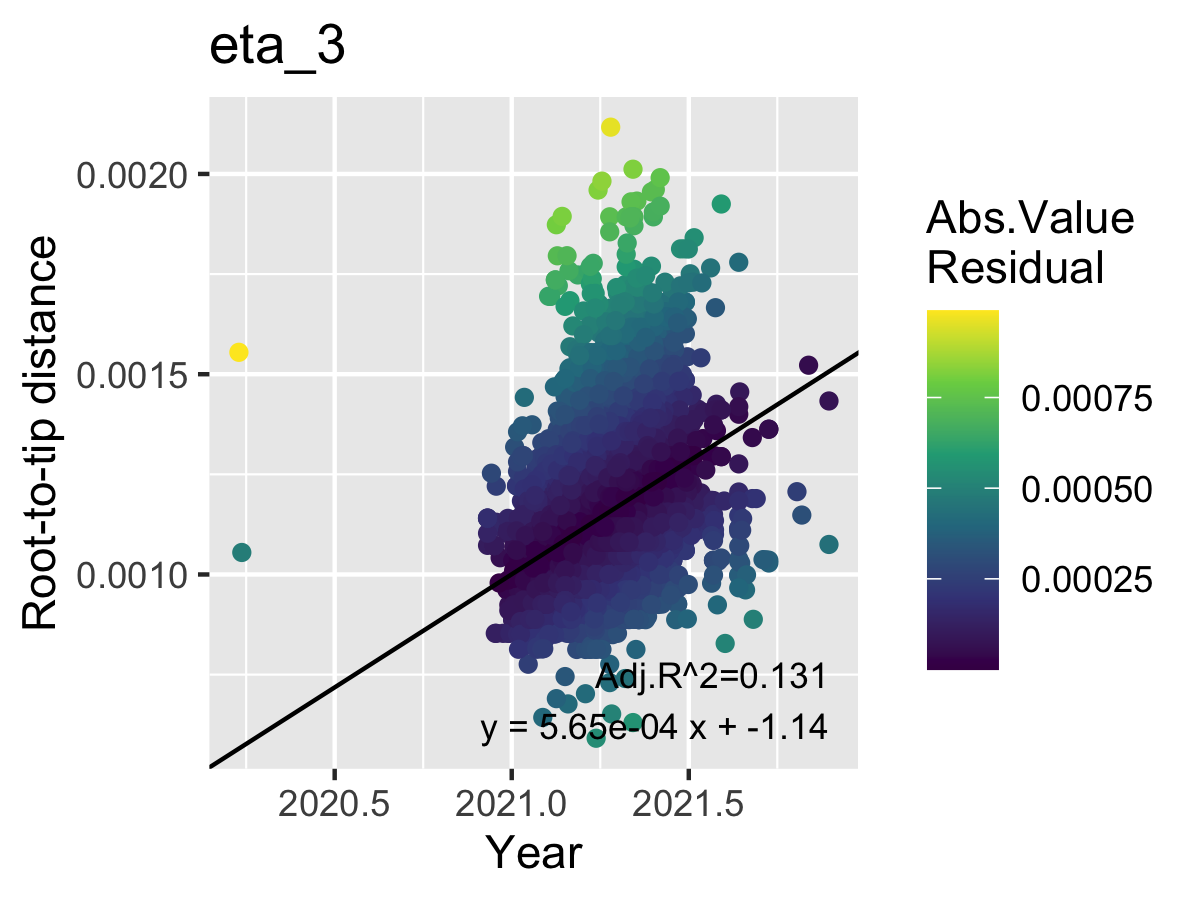 eta_3
Root-to-tip distance
0.0020
0.0015
0.0010
Adj.R^2=0.131
y = 5.65e-04 x + -1.14
2020.5
2021.0
2021.5
Year
Abs.Value
Residual
0.00075
0.00050
0.00025